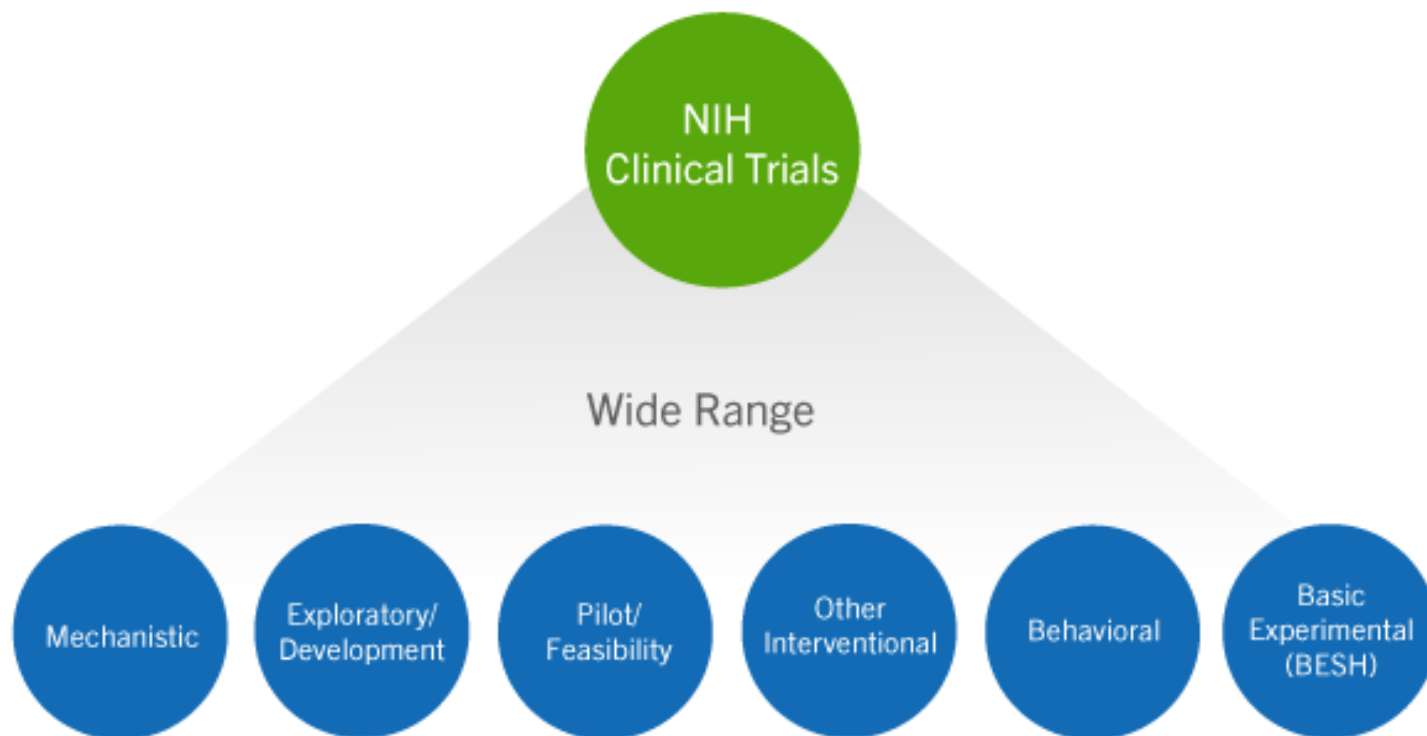 NIH
Clinical Trials
Wide Range
Mechanistic
Exploratory/
Development
Pilot/
Feasibility
Other
Interventional
Behavioral
Basic
Experimental
(BESH)